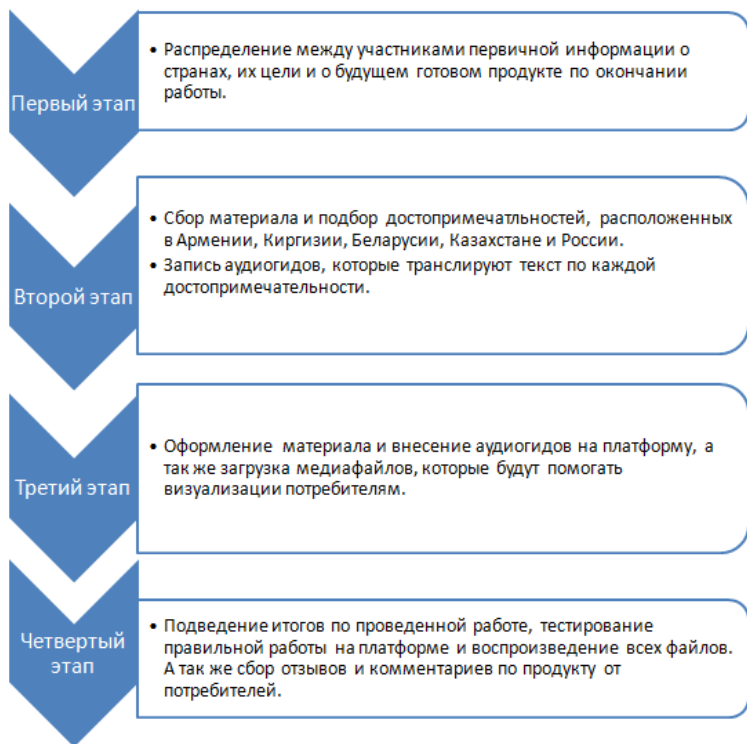 Первый этап
• Распределение между участниками первичной информации о
странах, их цели и о будущем готовом продукте по окончании
работы.
Второй этап
• Сбор материала и подбор достопримечатльностей, расположенных
в Армении, Киргизии, Беларусии, Казахстане и России.
• Запись аудиогидов, которые транслируют текст по каждой
достопримечательности.
Третий этап
• Оформление материала и внесение аудиогидов на платформу, а
так же загрузка медиафайлов, которые будут помогать
визуализации потребителям.
Четвертый
этап
• Подведение итогов по проведенной работе, тестирование
правильной работы на платформе и воспроизведение всех файлов.
А так же сбор отзывов и комментариев по продукту от
потребителей.